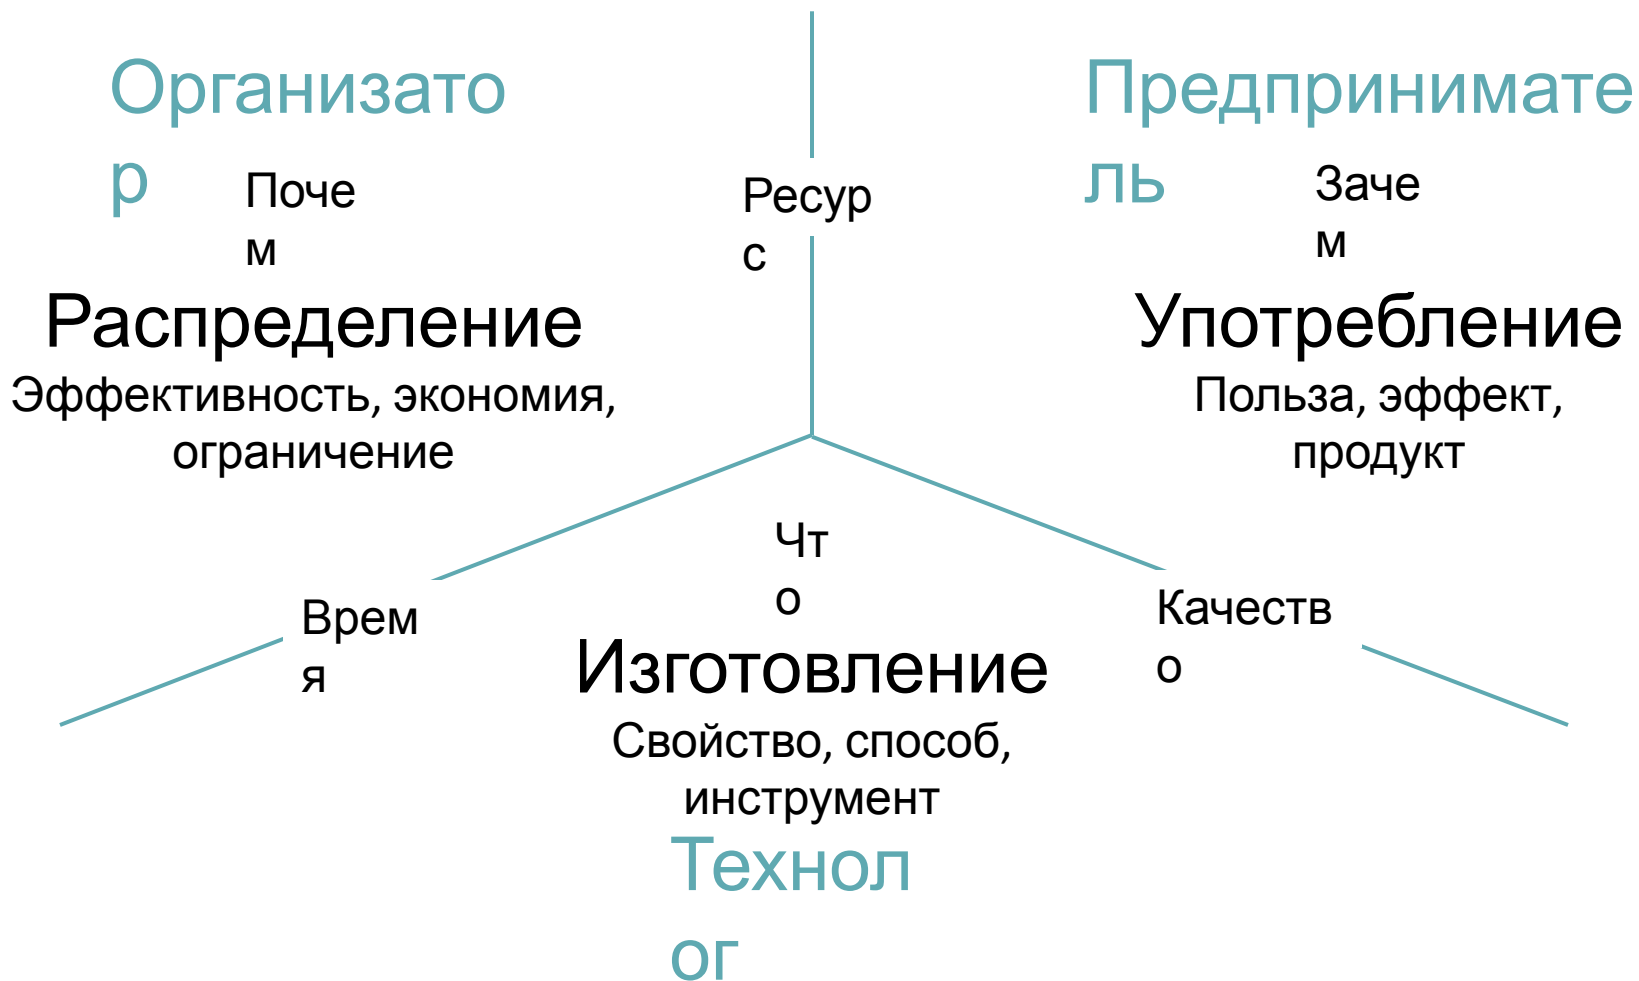 Организато
р
Поче
м
Распределение
Эффективность, экономия,
ограничение
Ресур
с
Предпринимате
ль
Заче
м
Употребление
Польза, эффект,
продукт
Врем
я
Чт
о
Изготовление
Свойство, способ,
инструмент
Технол
ог
Качеств
о